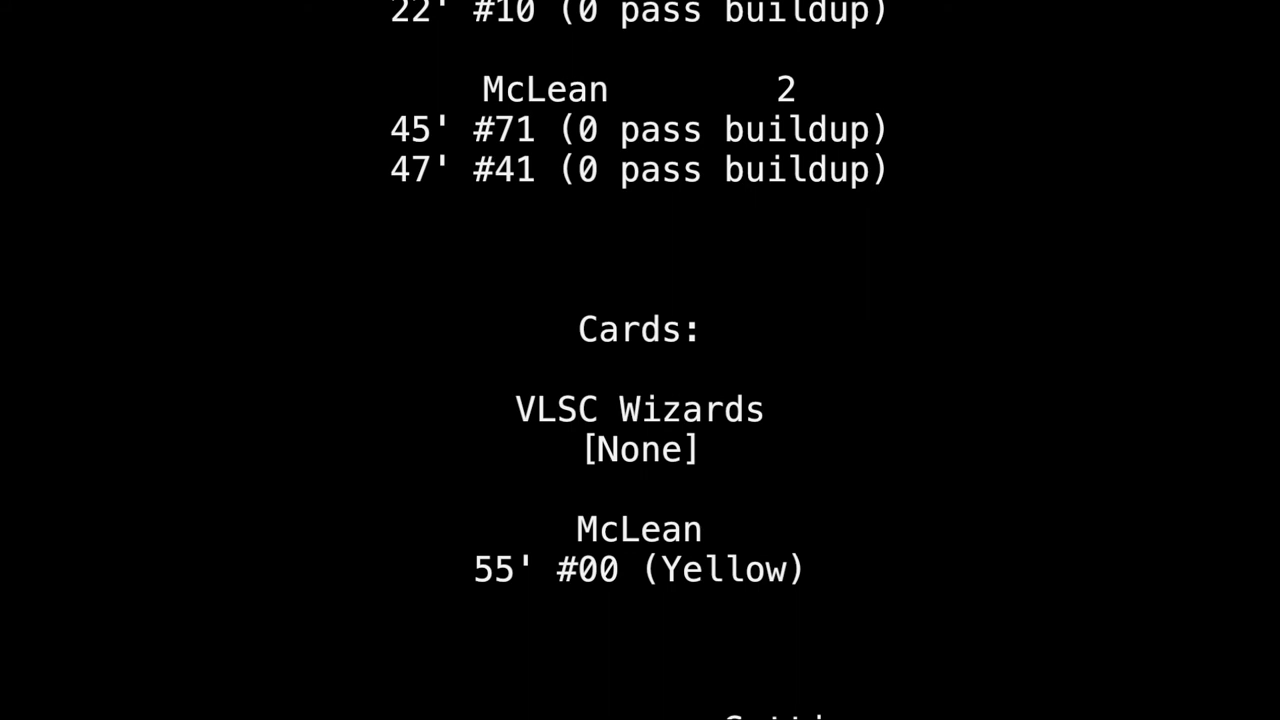 22' #10 (0 pass buildup)
McLean 2
45' #71 (0 pass buildup)
47' #41 (0 pass buildup)
Cards:
VLSC Wizards
[None]
McLean
55' #00 (Yellow)